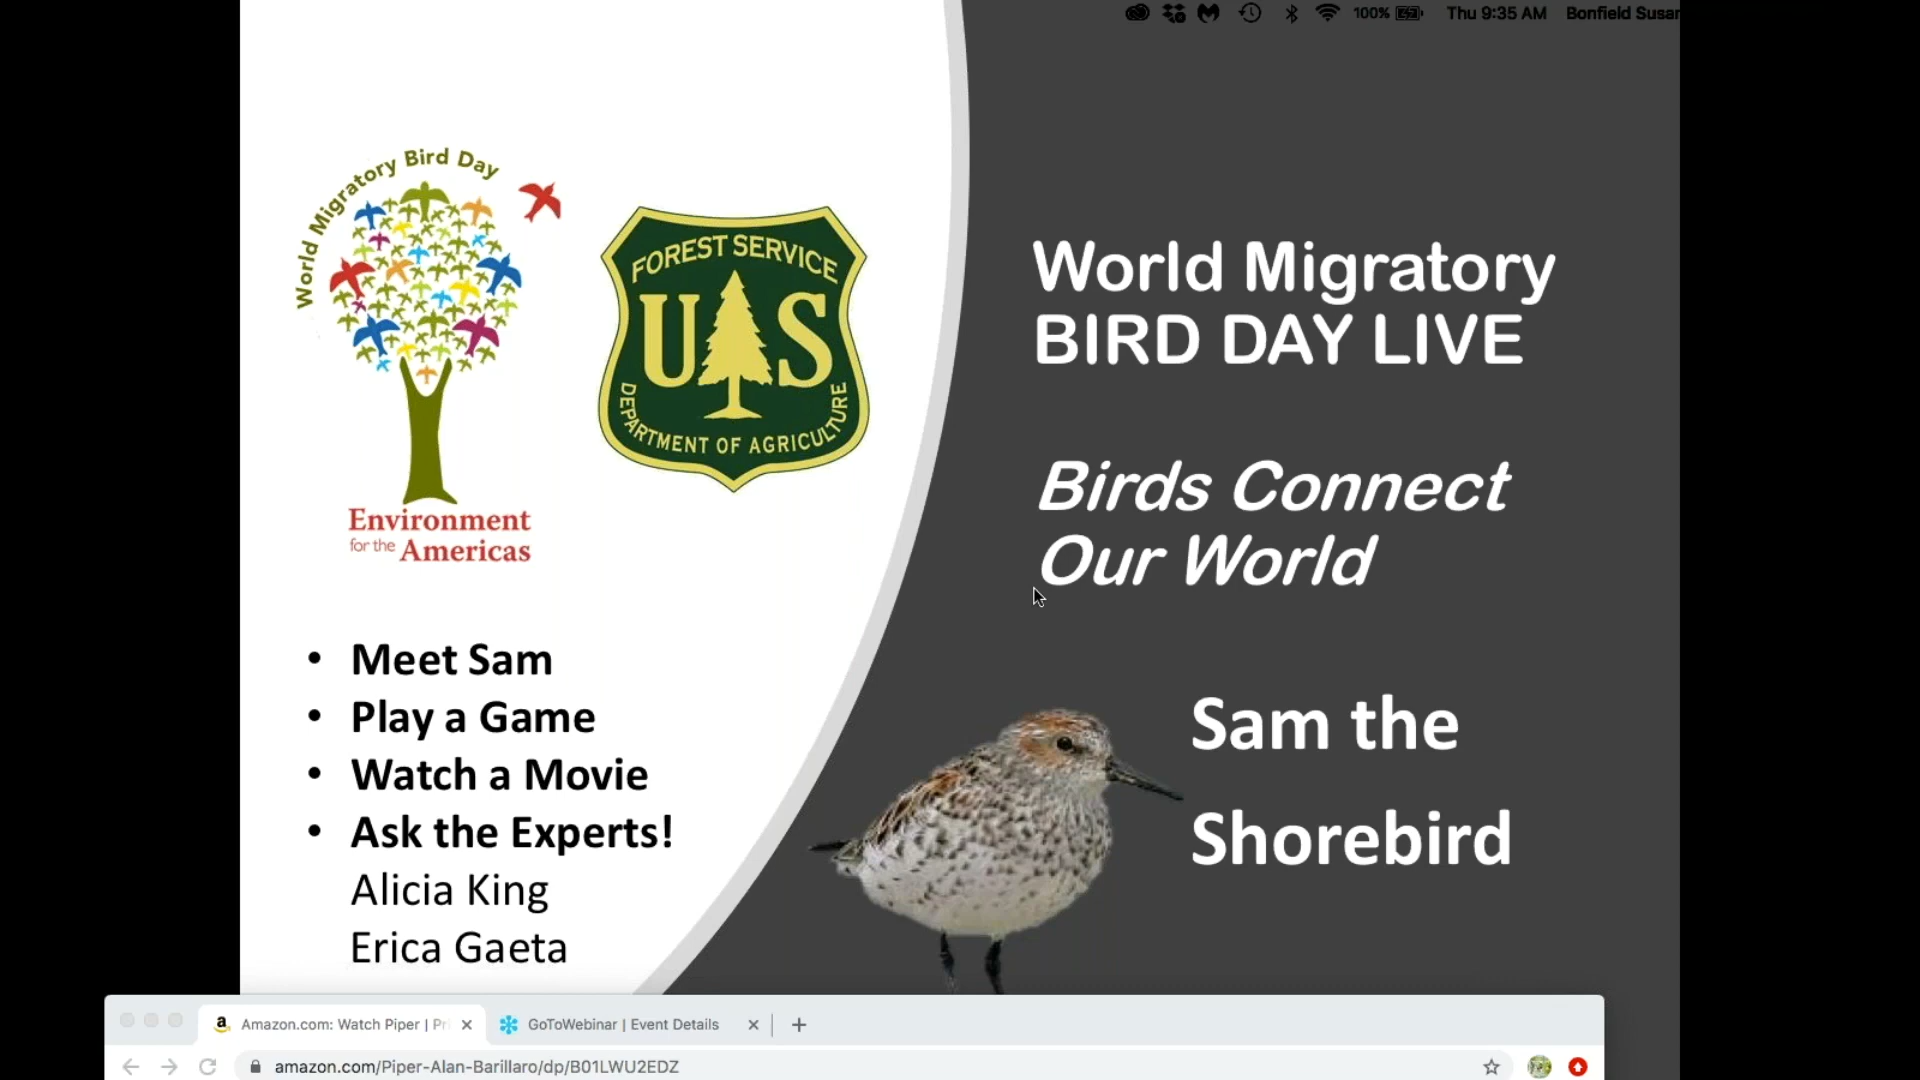 100% Thu 9:35 AM Bonfield Susan
World Migratory Bird Day
FOREST SERVICE
U S
DEPARTMENT OF AGRICULTURE
Environment
for the Americas
World Migratory
BIRD DAY LIVE
Birds Connect
Our World
• Meet Sam
• Play a Game
• Watch a Movie
• Ask the Experts!
Alicia King
Erica Gaeta
Sam the
Shorebird
Amazon.com: Watch Piper | Pri
GoToWebinar | Event Details
amazon.com/Piper-Alan-Barillaro/dp/B01LWU2EDZ